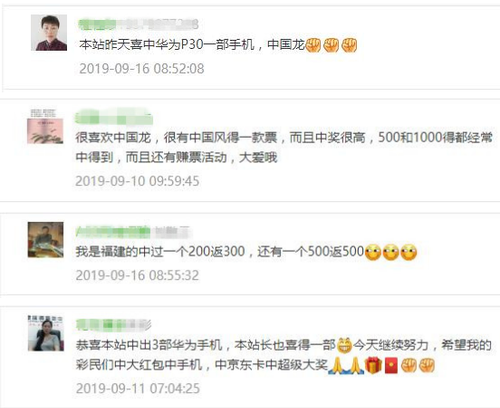 本站昨天喜中华为P30一部手机，中国龙✊✊✊
2019-09-16 08:52:08
很喜欢中国龙，很有中国风得一款票，而且中奖很高，500和1000得都经常
中得到，而且还有赚票活动，大爱哦
2019-09-10 09:59:45
我是福建的中过一个200返300，还有一个500返500
2019-09-16 08:55:32
恭喜本站中出3部华为手机，本站长也喜得一部😁今天继续努力，希望我的
彩民们中大红包中手机，中京东卡中超级大奖🙏🙏🎁🧧✊✊
2019-09-11 07:04:25